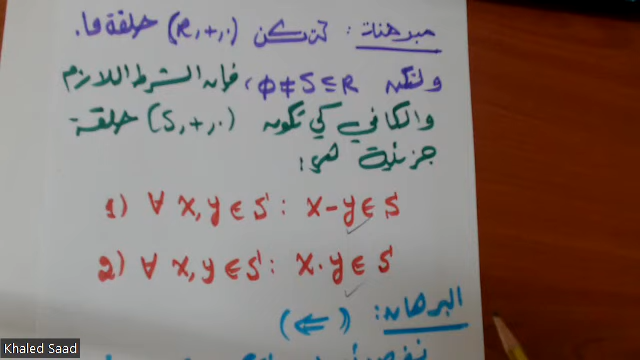 مبرهنة: لتكن (R,+,.) حلقة ما.
ولتكن ∅≠S⊆R، فإن الشرط اللازم
والكافي كي تكون (S,+,.) حلقة
جزئية هو:
1) ∀ x,y ∈ S : x-y ∈ S
2) ∀ x,y ∈ S : x·y ∈ S
البرهان: (⇐)
Khaled Saad